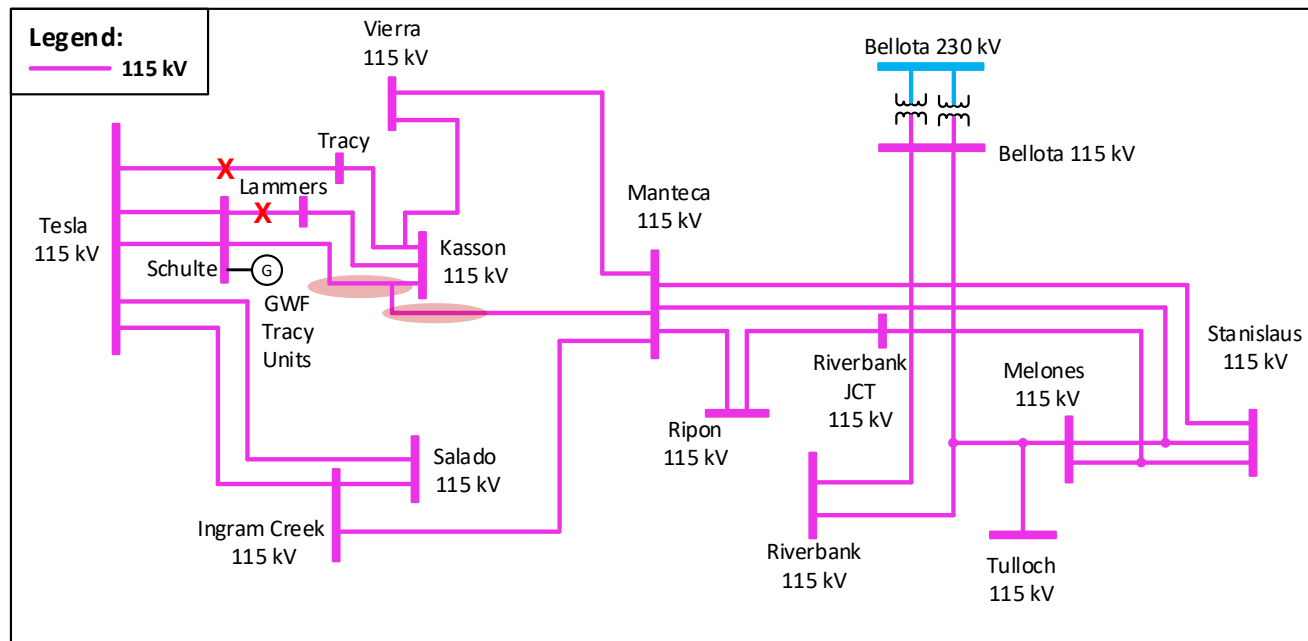 Legend:
115 kV
Vierra
115 kV
Bellota 230 kV
Tracy
X
Bellota 115 kV
Lammers
X
Manteca
115 kV
Tesla
115 kV
Kasson
115 kV
Schulte
G
GWF
Tracy
Units
Stanislaus
115 kV
Riverbank
JCT
115 kV
Melones
115 kV
Ripon
115 kV
Salado
115 kV
Ingram Creek
115 kV
Riverbank
115 kV
Tulloch
115 kV